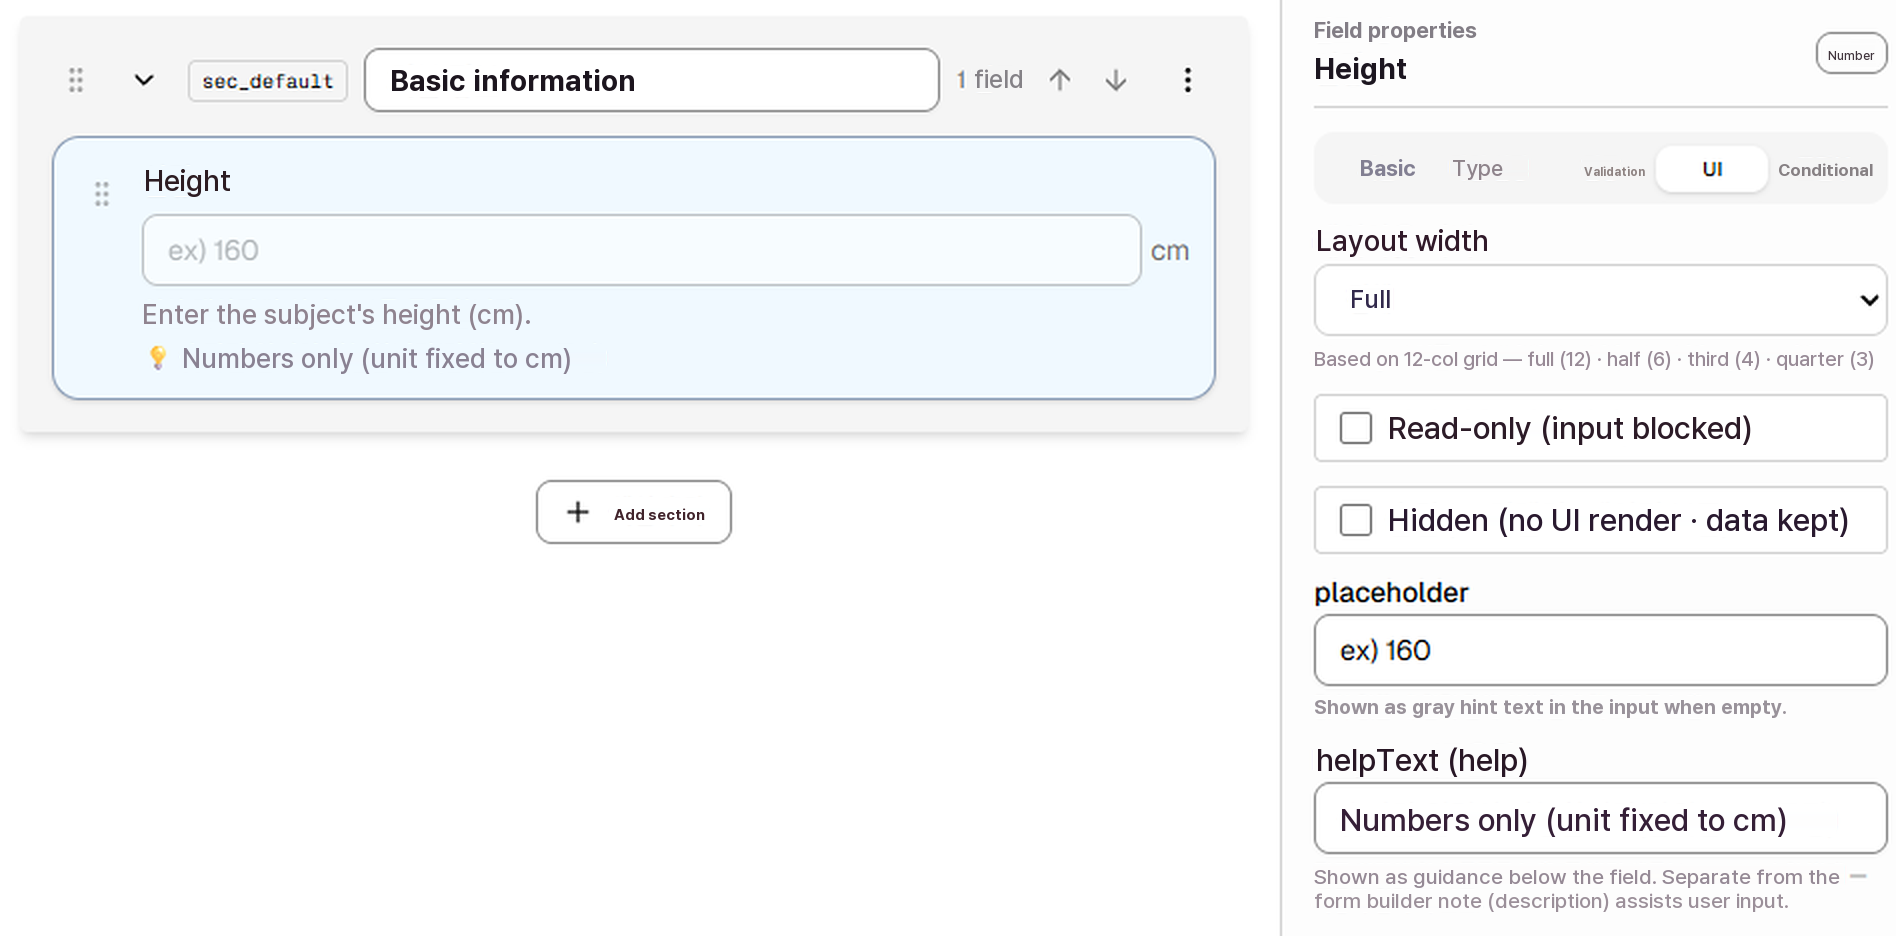 sec_default
Basic information
1 field
Height
ex) 160
cm
Enter the subject's height (cm).
Numbers only (unit fixed to cm)
Add section
Field properties
Height
Number
Basic
Type
Validation
UI
Conditional
Layout width
Full
Based on 12-col grid — full (12) · half (6) · third (4) · quarter (3)
Read-only (input blocked)
Hidden (no UI render · data kept)
placeholder
ex) 160
Shown as gray hint text in the input when empty.
helpText (help)
Numbers only (unit fixed to cm)
Shown as guidance below the field. Separate from the —
form builder note (description) assists user input.